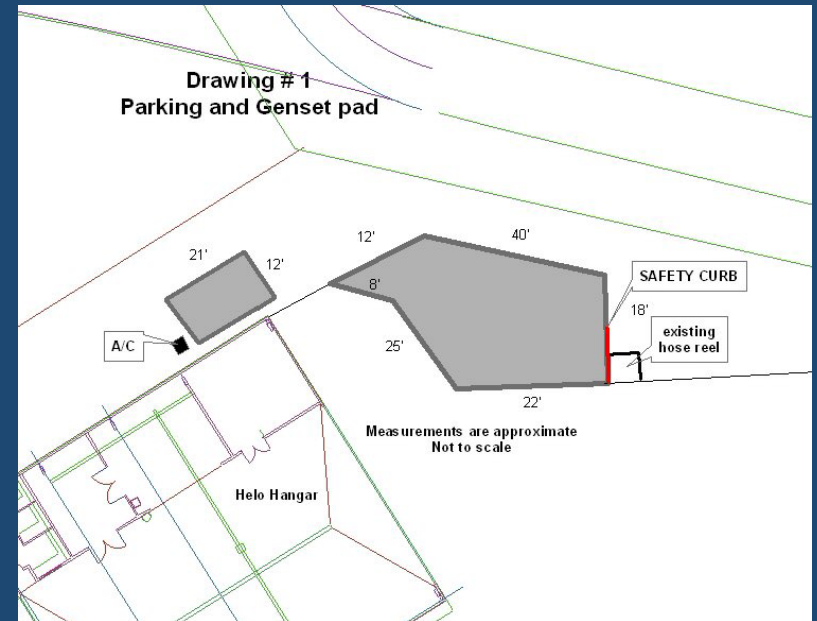 Drawing # 1
Parking and Genset pad
12'
40'
21'
12'
8'
SAFETY CURB
18'
existing
hose reel
A/C
25'
22'
Measurements are approximate
Not to scale
Helo Hangar